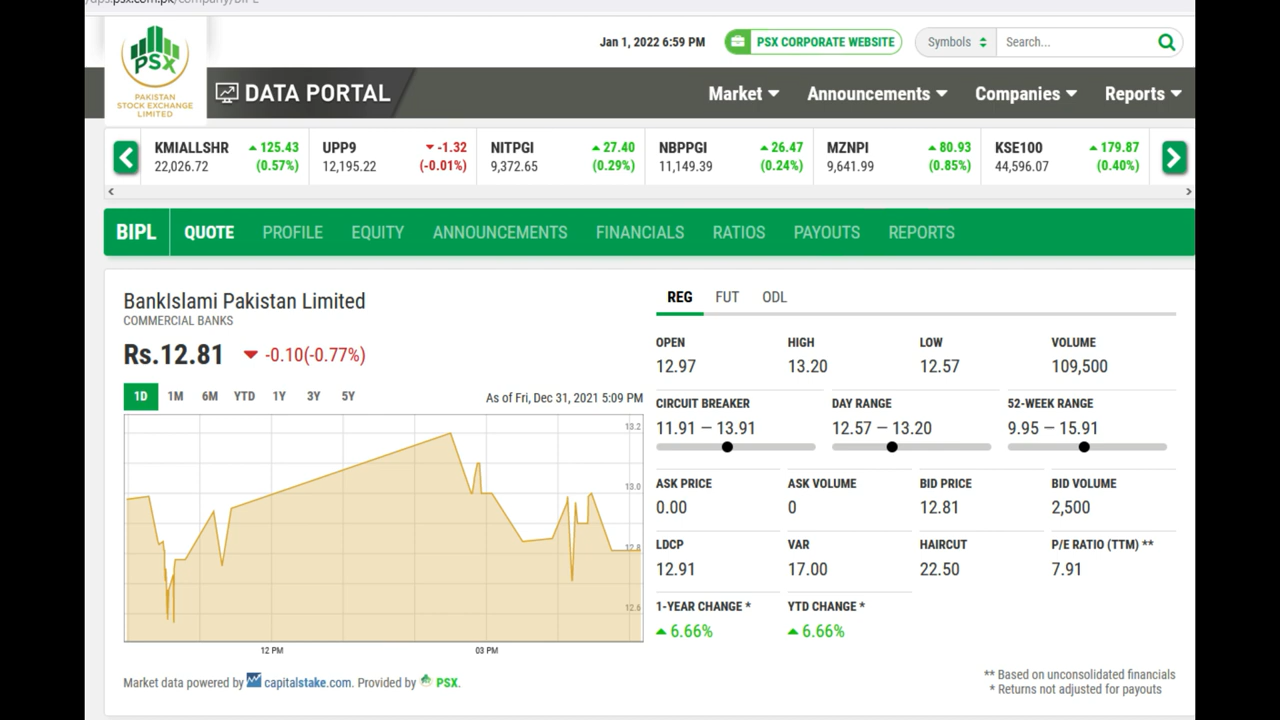 Jan 1, 2022 6:59 PM
PSX CORPORATE WEBSITE
Symbols
Search...
PSX
PAKISTAN
STOCK EXCHANGE
LIMITED
DATA PORTAL
Market
Announcements
Companies
Reports
KMIALLSHR 125.43
22,026.72 (0.57%)
UPP9 -1.32
12,195.22 (-0.01%)
NITPGI 27.40
9,372.65 (0.29%)
NBPPGI 26.47
11,149.39 (0.24%)
MZNPI 80.93
9,641.99 (0.85%)
KSE100 179.87
44,596.07 (0.40%)
BIPL QUOTE PROFILE EQUITY ANNOUNCEMENTS FINANCIALS RATIOS PAYOUTS REPORTS
BankIslami Pakistan Limited
COMMERCIAL BANKS
Rs.12.81 -0.10(-0.77%)
1D 1M 6M YTD 1Y 3Y 5Y
As of Fri, Dec 31, 2021 5:09 PM
13.2
13.0
12.8
12.6
12 PM 03 PM
Market data powered by capitalstake.com. Provided by PSX.
REG FUT ODL
OPEN HIGH LOW VOLUME
12.97 13.20 12.57 109,500
CIRCUIT BREAKER DAY RANGE 52-WEEK RANGE
11.91 — 13.91 12.57 — 13.20 9.95 — 15.91
ASK PRICE ASK VOLUME BID PRICE BID VOLUME
0.00 0 12.81 2,500
LDCP VAR HAIRCUT P/E RATIO (TTM) **
12.91 17.00 22.50 7.91
1-YEAR CHANGE * YTD CHANGE *
6.66% 6.66%
** Based on unconsolidated financials
* Returns not adjusted for payouts